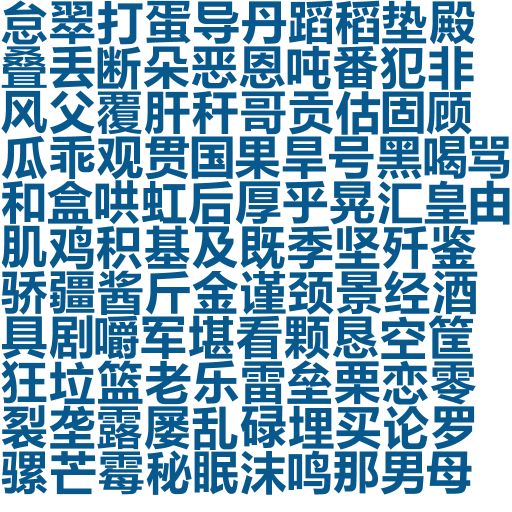 怠翠打蛋导丹蹈稻垫殿
叠丢断朵恶恩吨番犯非
风父覆肝秆哥贡估固顾
瓜乖观贯国果旱号黑喝骂
和盒哄虹后厚乎晃汇皇由
肌鸡积基及既季坚歼鉴
骄疆酱斤金谨颈景经酒
具剧嚼军堪看颗恳空筐
狂垃篮老乐雷垒栗恋零
裂垄露屡乱碌埋买论罗
骡芒霉秘眠沫鸣那男母